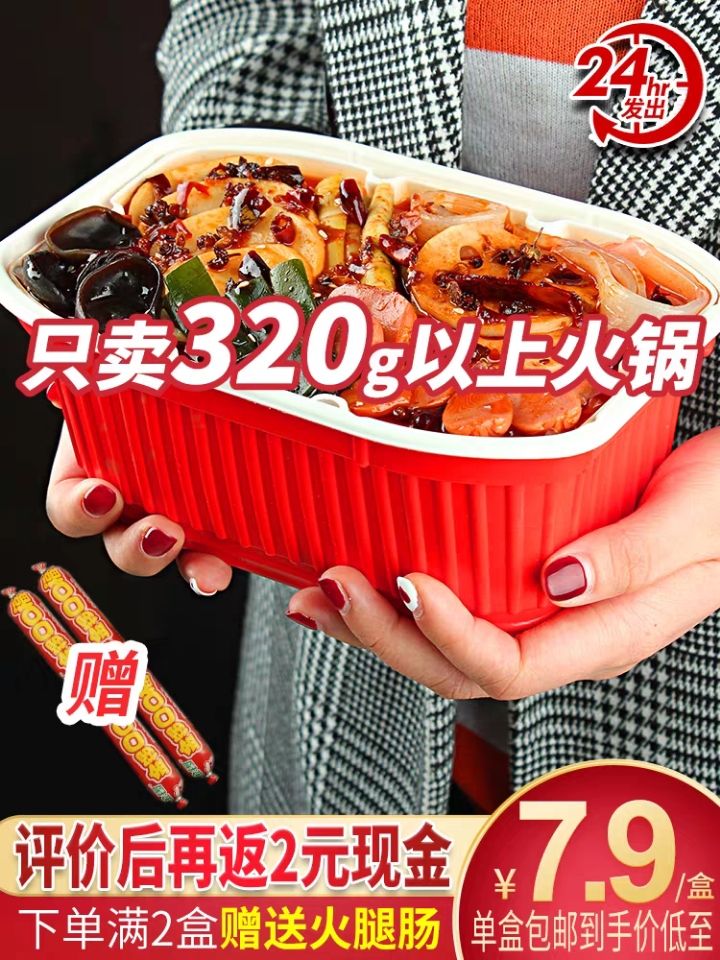 24hr
发出
只卖320g以上火锅
赠
评价后再返2元现金
下单满2盒赠送火腿肠
¥7.9/盒
单盒包邮到手价低至